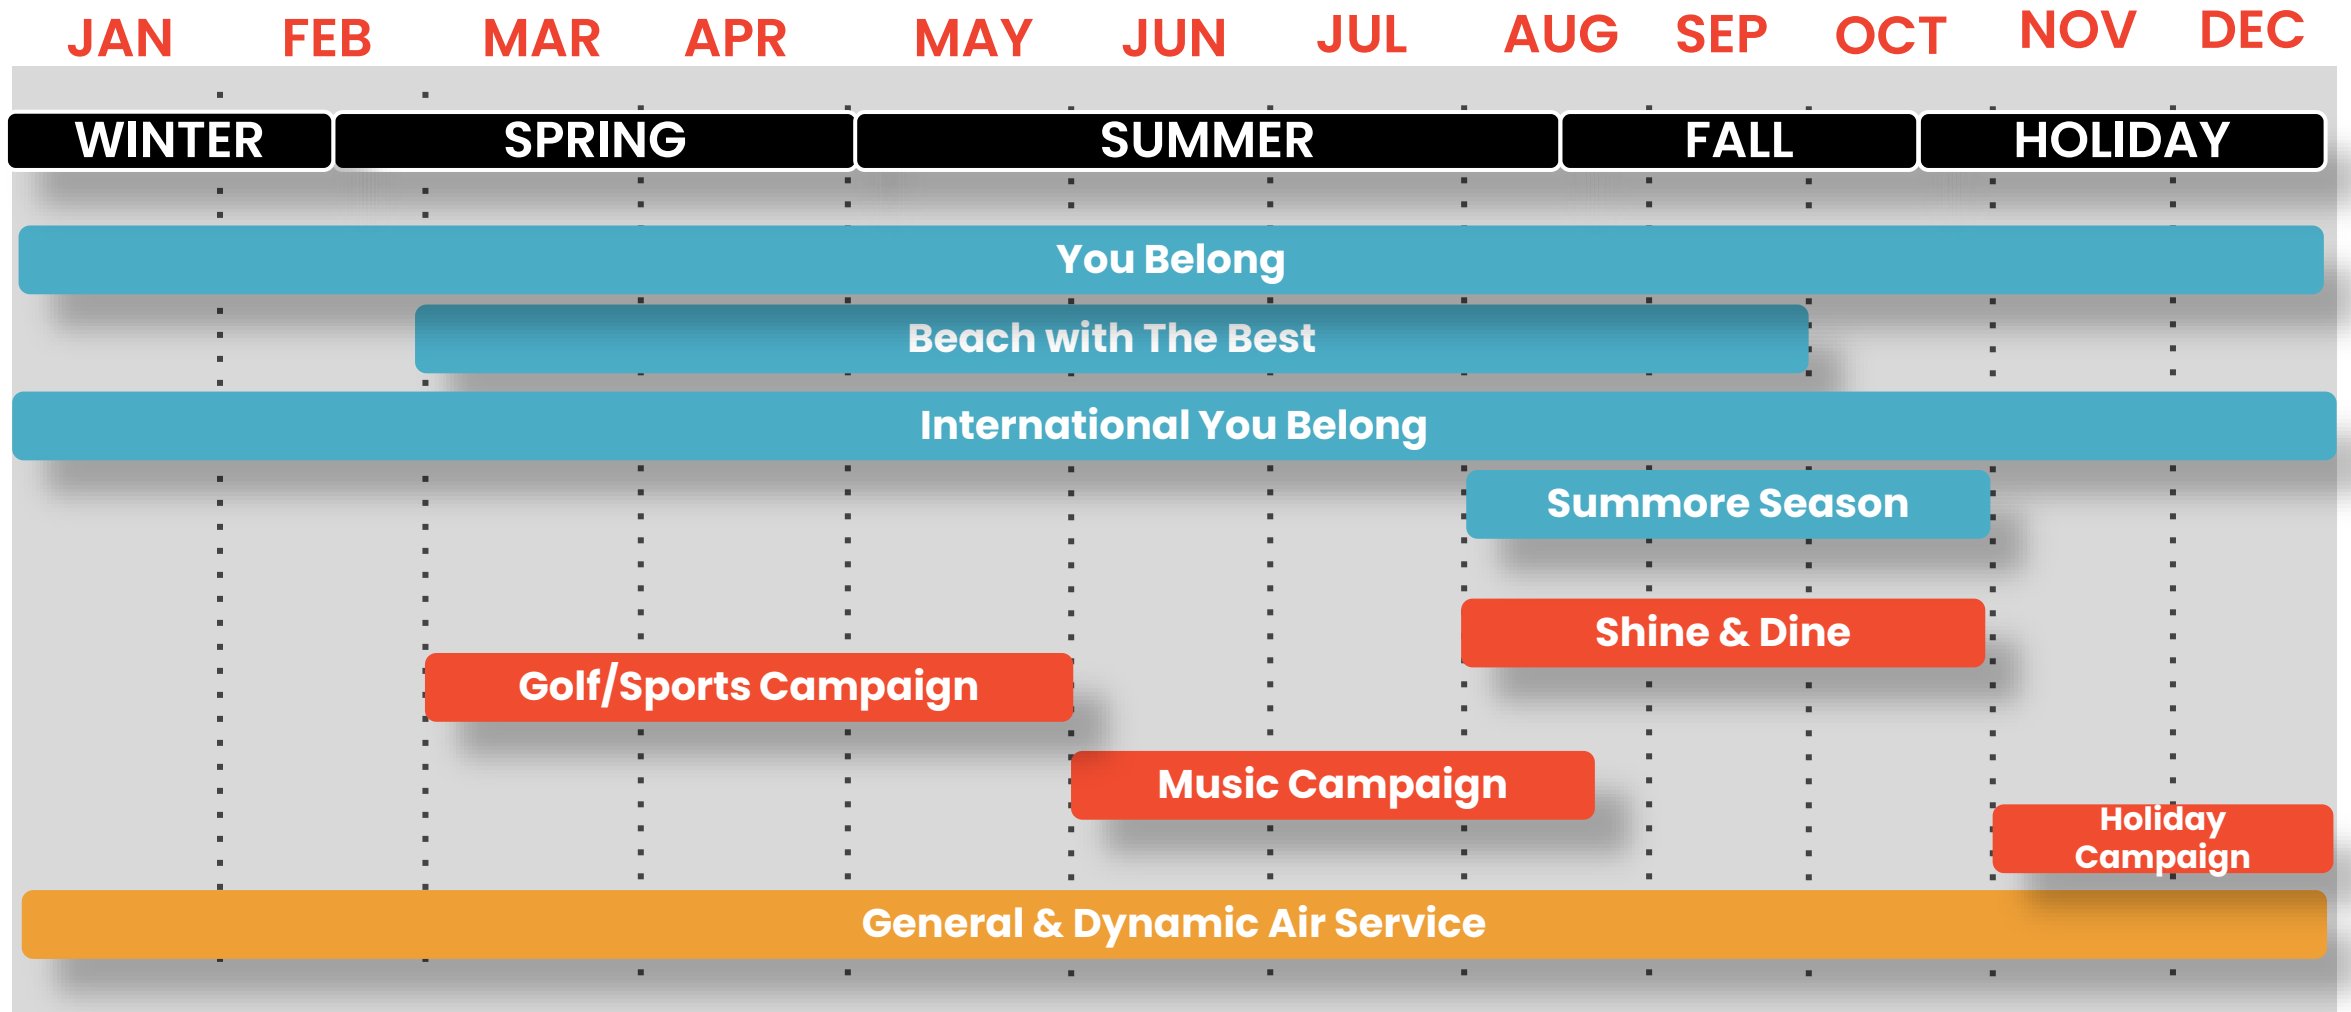 JAN FEB MAR APR MAY JUN JUL AUG SEP OCT NOV DEC
WINTER SPRING SUMMER FALL HOLIDAY
You Belong
Beach with The Best
International You Belong
Summore Season
Shine & Dine
Golf/Sports Campaign
Music Campaign
Holiday
Campaign
General & Dynamic Air Service